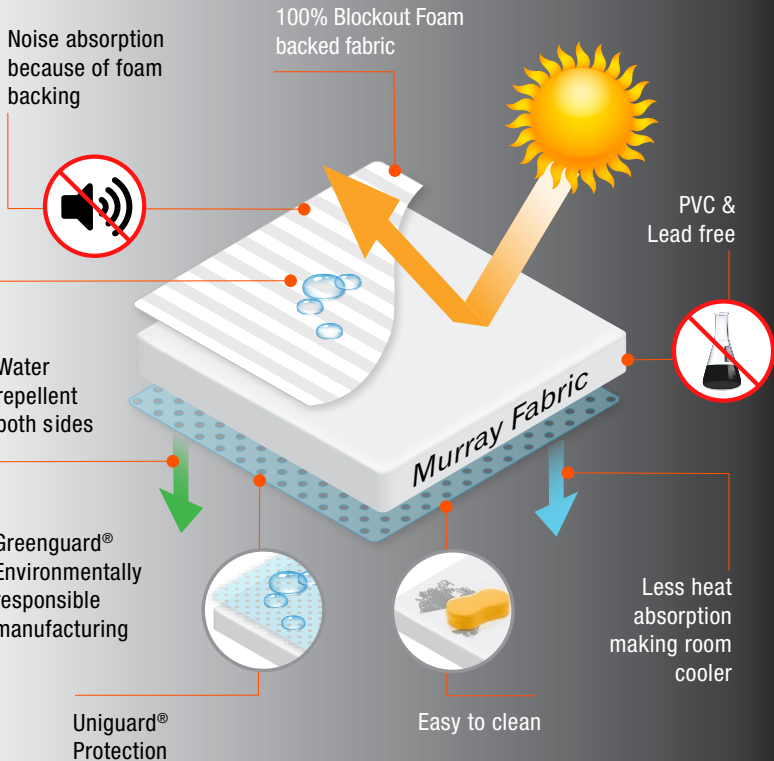 Noise absorption
because of foam
backing
100% Blockout Foam
backed fabric
PVC &
Lead free
Water
repellent
both sides
Murray Fabric
Greenguard®
Environmentally
responsible
manufacturing
Less heat
absorption
making room
cooler
Uniguard®
Protection
Easy to clean